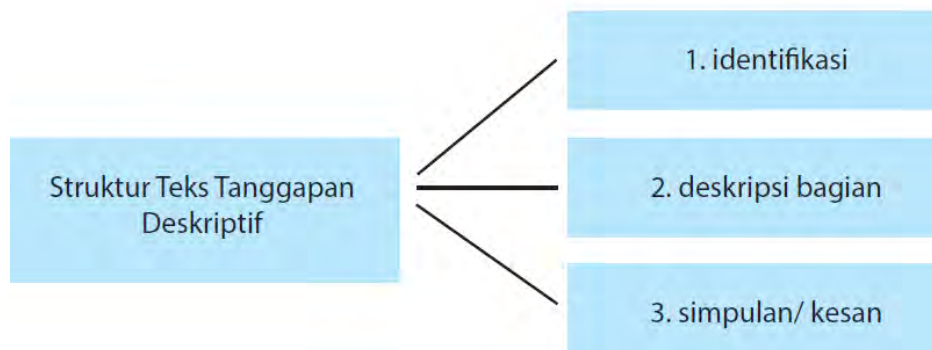 Struktur Teks Tanggapan
Deskriptif
1. identifikasi
2. deskripsi bagian
3. simpulan/ kesan